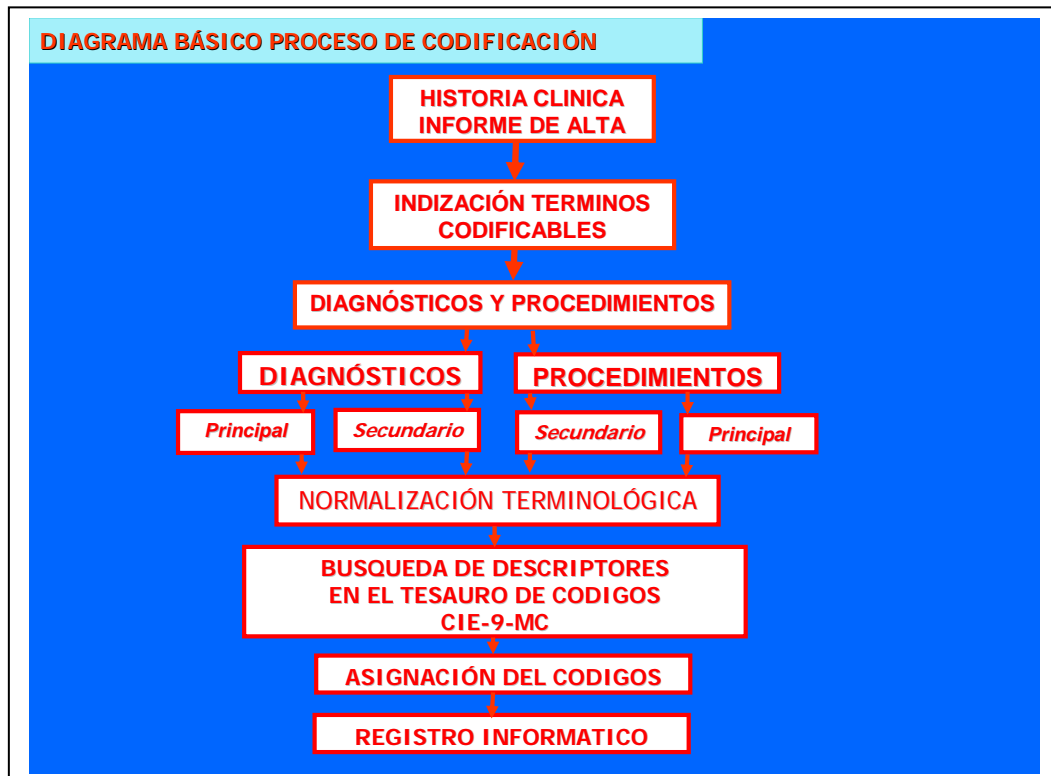 DIAGRAMA BÁSICO PROCESO DE CODIFICACIÓN
HISTORIA CLINICA
INFORME DE ALTA
INDIZACIÓN TERMINOS
CODIFICABLES
DIAGNÓSTICOS Y PROCEDIMIENTOS
DIAGNÓSTICOS
PROCEDIMIENTOS
Principal
Secundario
Secundario
Principal
NORMALIZACIÓN TERMINOLÓGICA
BUSQUEDA DE DESCRIPTORES
EN EL TESAURO DE CODIGOS
CIE-9-MC
ASIGNACIÓN DEL CODIGOS
REGISTRO INFORMATICO